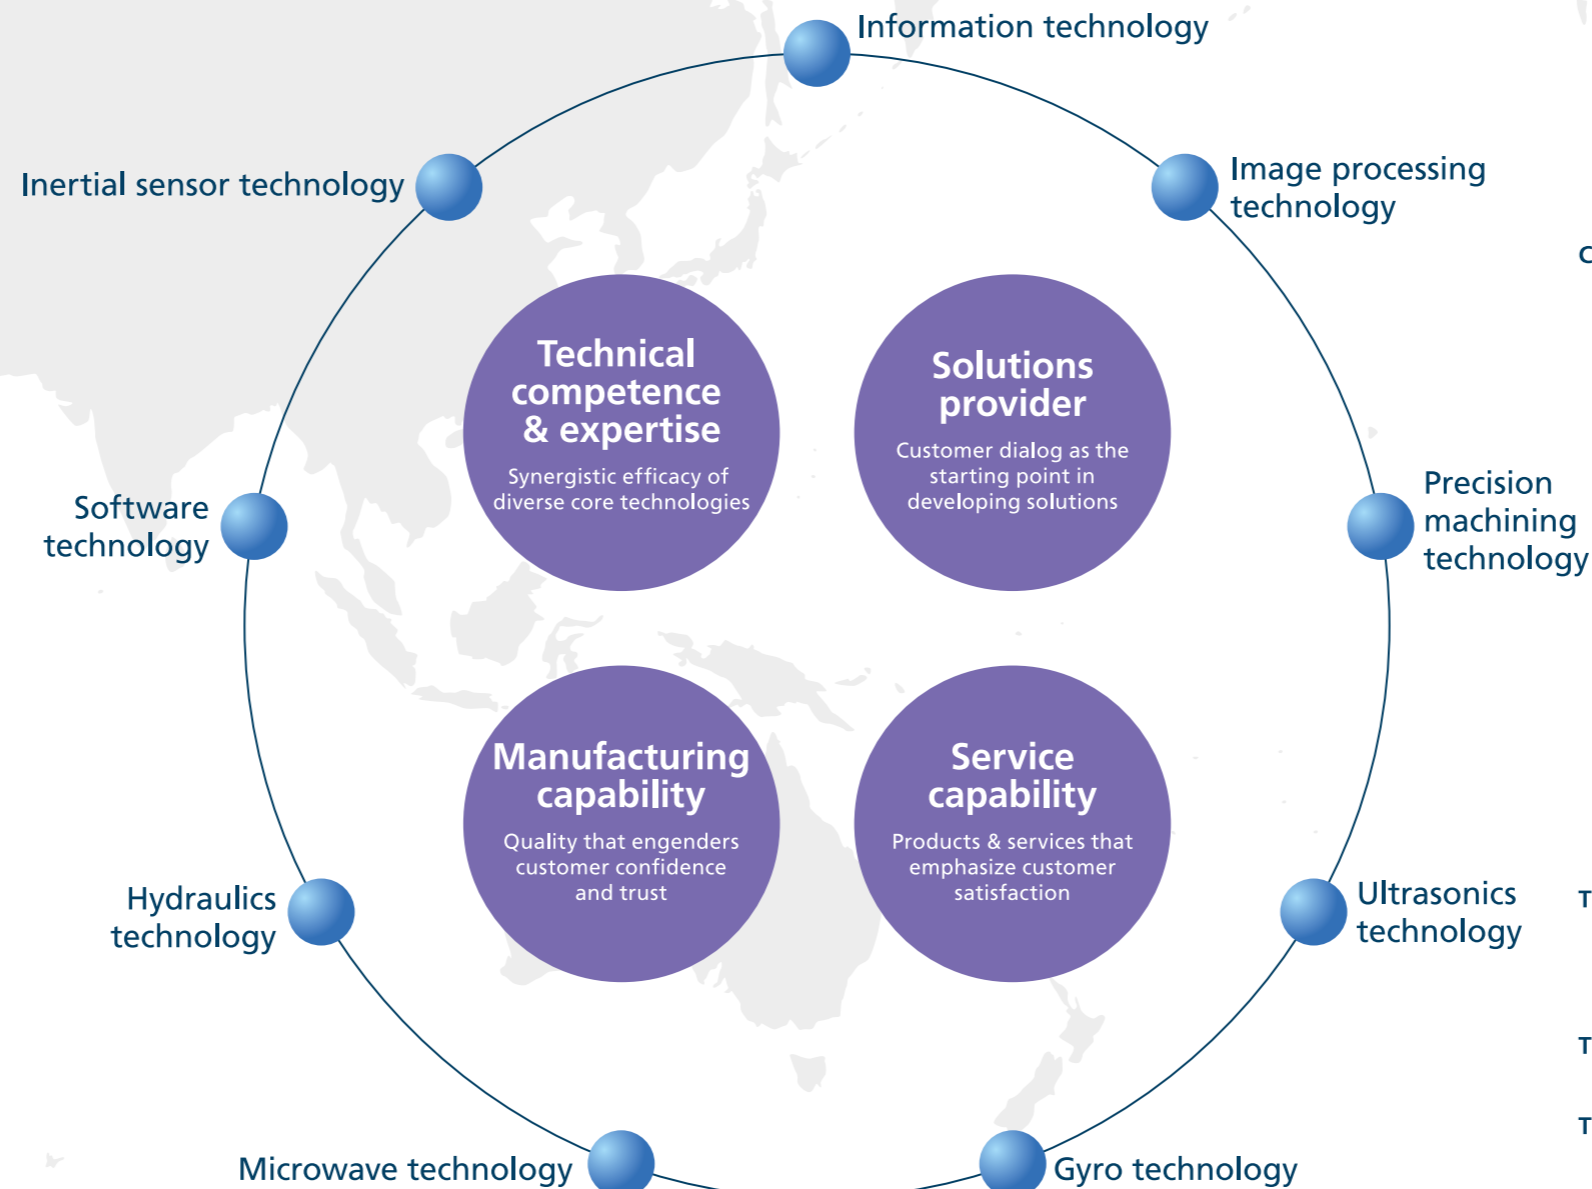 Information technology
Inertial sensor technology
Image processing
technology
C
Technical
competence
& expertise
Synergistic efficacy of
diverse core technologies
Solutions
provider
Customer dialog as the
starting point in
developing solutions
Software
technology
Precision
machining
technology
Manufacturing
capability
Quality that engenders
customer confidence
and trust
Service
capability
Products & services that
emphasize customer
satisfaction
Hydraulics
technology
Ultrasonics
technology
T
T
T
Microwave technology
Gyro technology